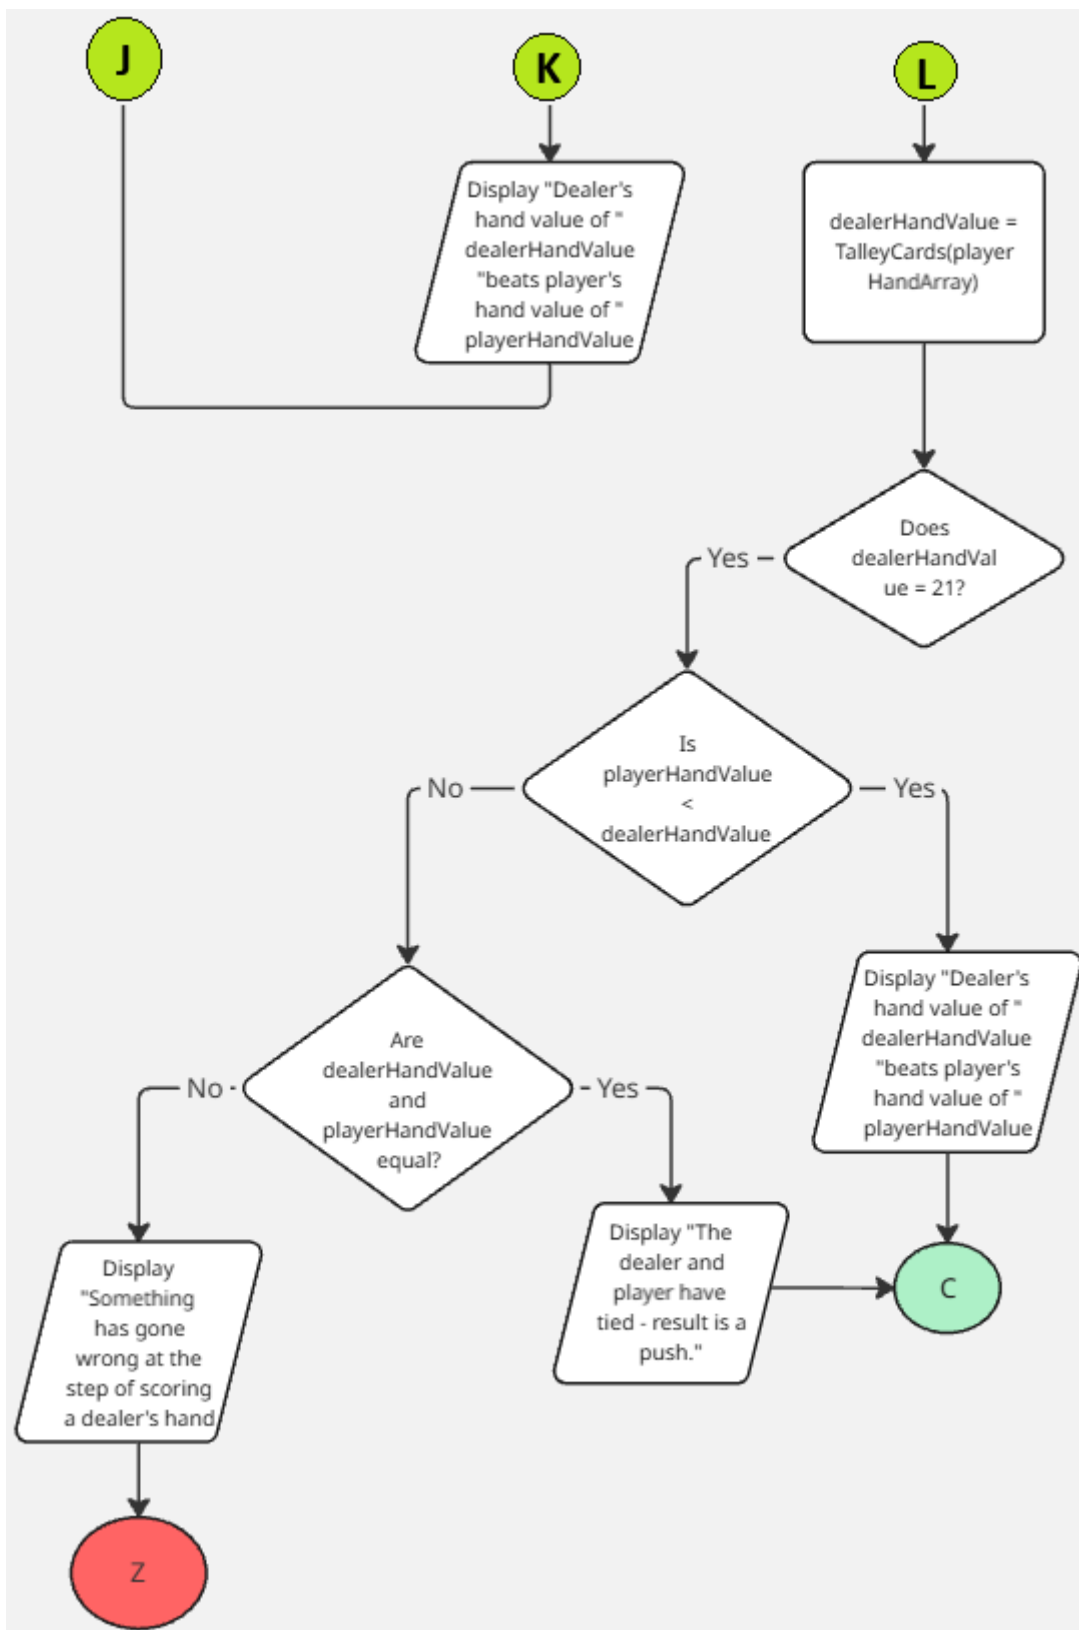 J
K
L
Display "Dealer's
hand value of "
dealerHandValue
"beats player's
hand value of "
playerHandValue
dealerHandValue =
TalleyCards(player
HandArray)
Does
dealerHandVal
ue = 21?
Yes
Is
playerHandValue
<
dealerHandValue
No
Yes
Are
dealerHandValue
and
playerHandValue
equal?
No
Yes
Display "Dealer's
hand value of "
dealerHandValue
"beats player's
hand value of "
playerHandValue
Display "The
dealer and
player have
tied - result is a
push."
C
Display
"Something
has gone
wrong at the
step of scoring
a dealer's hand
Z